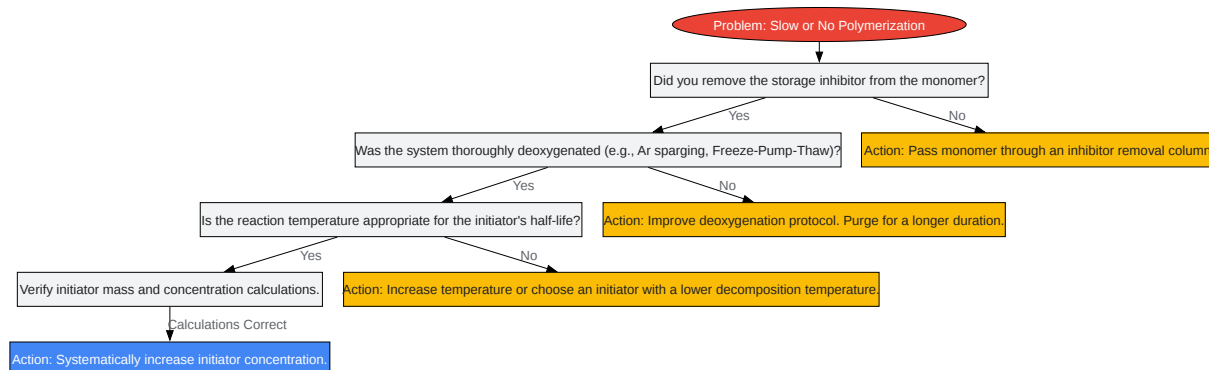 Problem: Slow or No Polymerization
Did you remove the storage inhibitor from the monomer?
Yes
No
Was the system thoroughly deoxygenated (e.g., Ar sparging, Freeze-Pump-Thaw)?
Action: Pass monomer through an inhibitor removal column
Yes
No
Is the reaction temperature appropriate for the initiator's half-life?
Action: Improve deoxygenation protocol. Purge for a longer duration.
Yes
No
Verify initiator mass and concentration calculations.
Action: Increase temperature or choose an initiator with a lower decomposition temperature.
Calculations Correct
Action: Systematically increase initiator concentration.